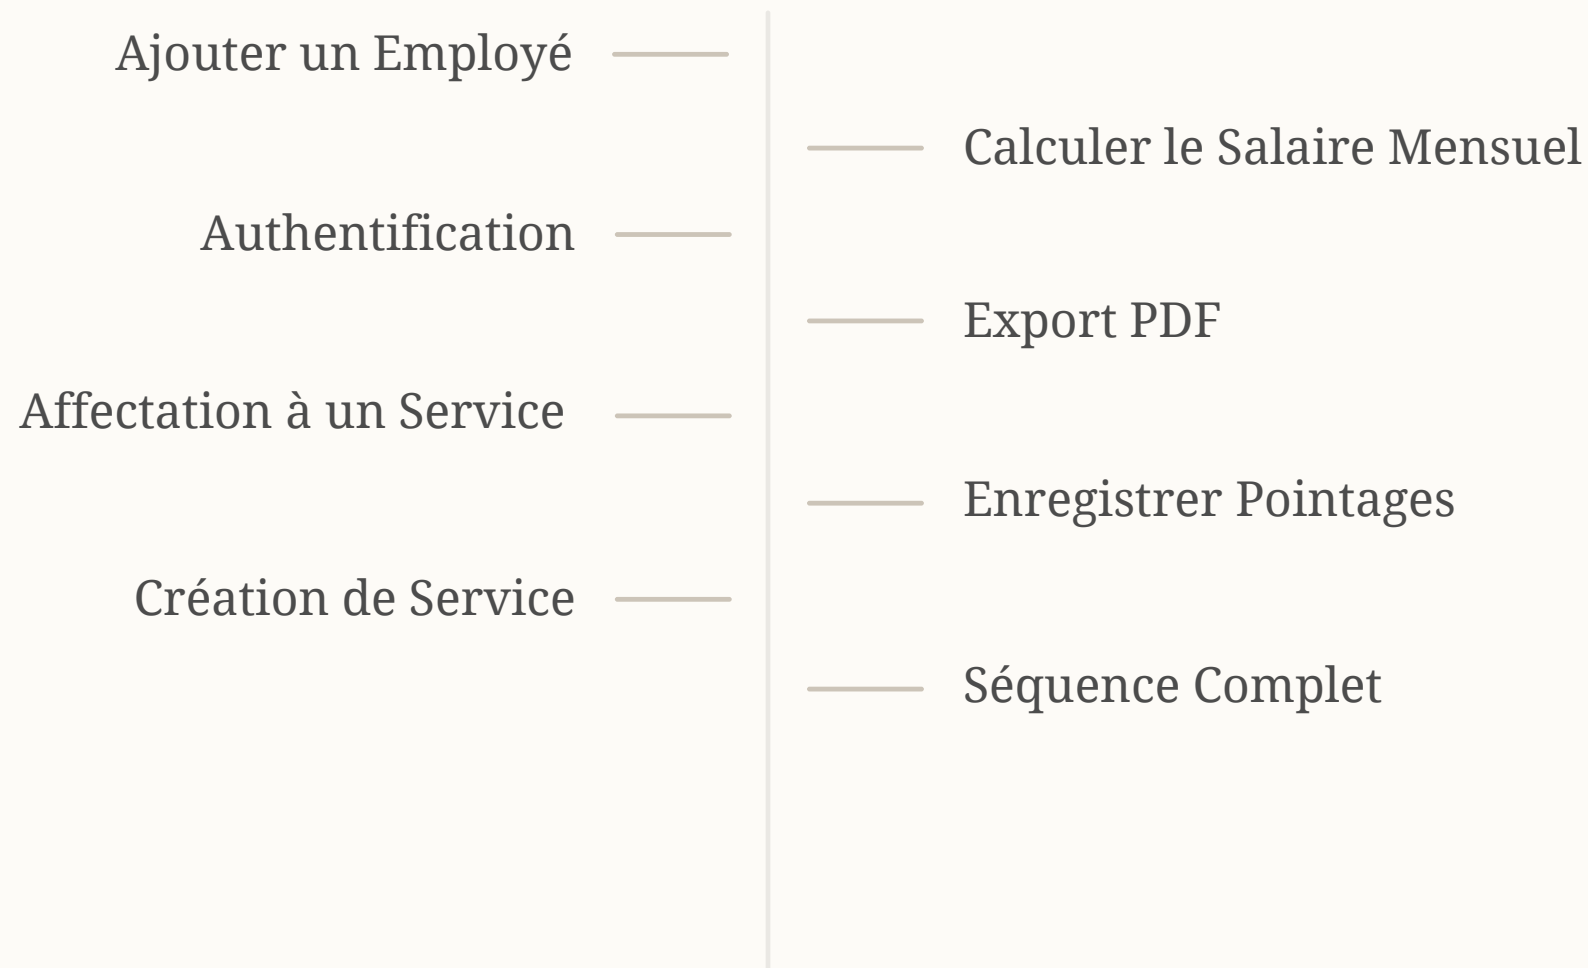 Ajouter un Employé
Calculer le Salaire Mensuel
Authentification
Export PDF
Affectation à un Service
Enregistrer Pointages
Création de Service
Séquence Complet